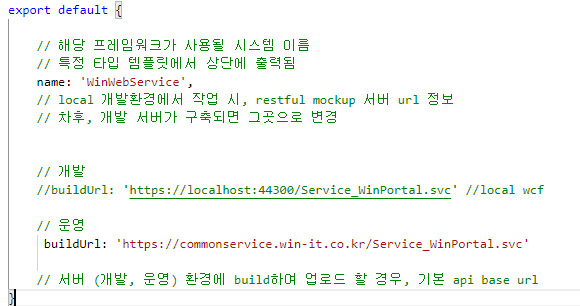 export default {
// 해당 프레임워크가 사용될 시스템 이름
// 특정 타입 템플릿에서 상단에 출력됨
name: 'WinWebService',
// local 개발환경에서 작업 시, restful mockup 서버 url 정보
// 차후, 개발 서버가 구축되면 그곳으로 변경
// 개발
//buildUrl: 'https://localhost:44300/Service_WinPortal.svc' //local wcf
// 운영
buildUrl: 'https://commonservice.win-it.co.kr/Service_WinPortal.svc'
// 서버 (개발, 운영) 환경에 build하여 업로드 할 경우, 기본 api base url
}